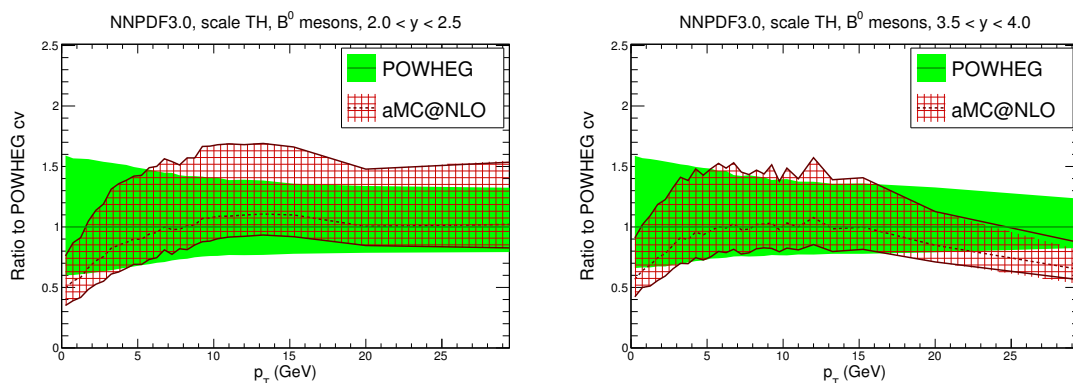 NNPDF3.0, scale TH, B⁰ mesons, 2.0 < y < 2.5
Ratio to POWHEG cv
2.5
2
1.5
1
0.5
0
POWHEG
aMC@NLO
0 5 10 15 20 25
p_T (GeV)
NNPDF3.0, scale TH, B⁰ mesons, 3.5 < y < 4.0
Ratio to POWHEG cv
2.5
2
1.5
1
0.5
0
POWHEG
aMC@NLO
0 5 10 15 20 25
p_T (GeV)